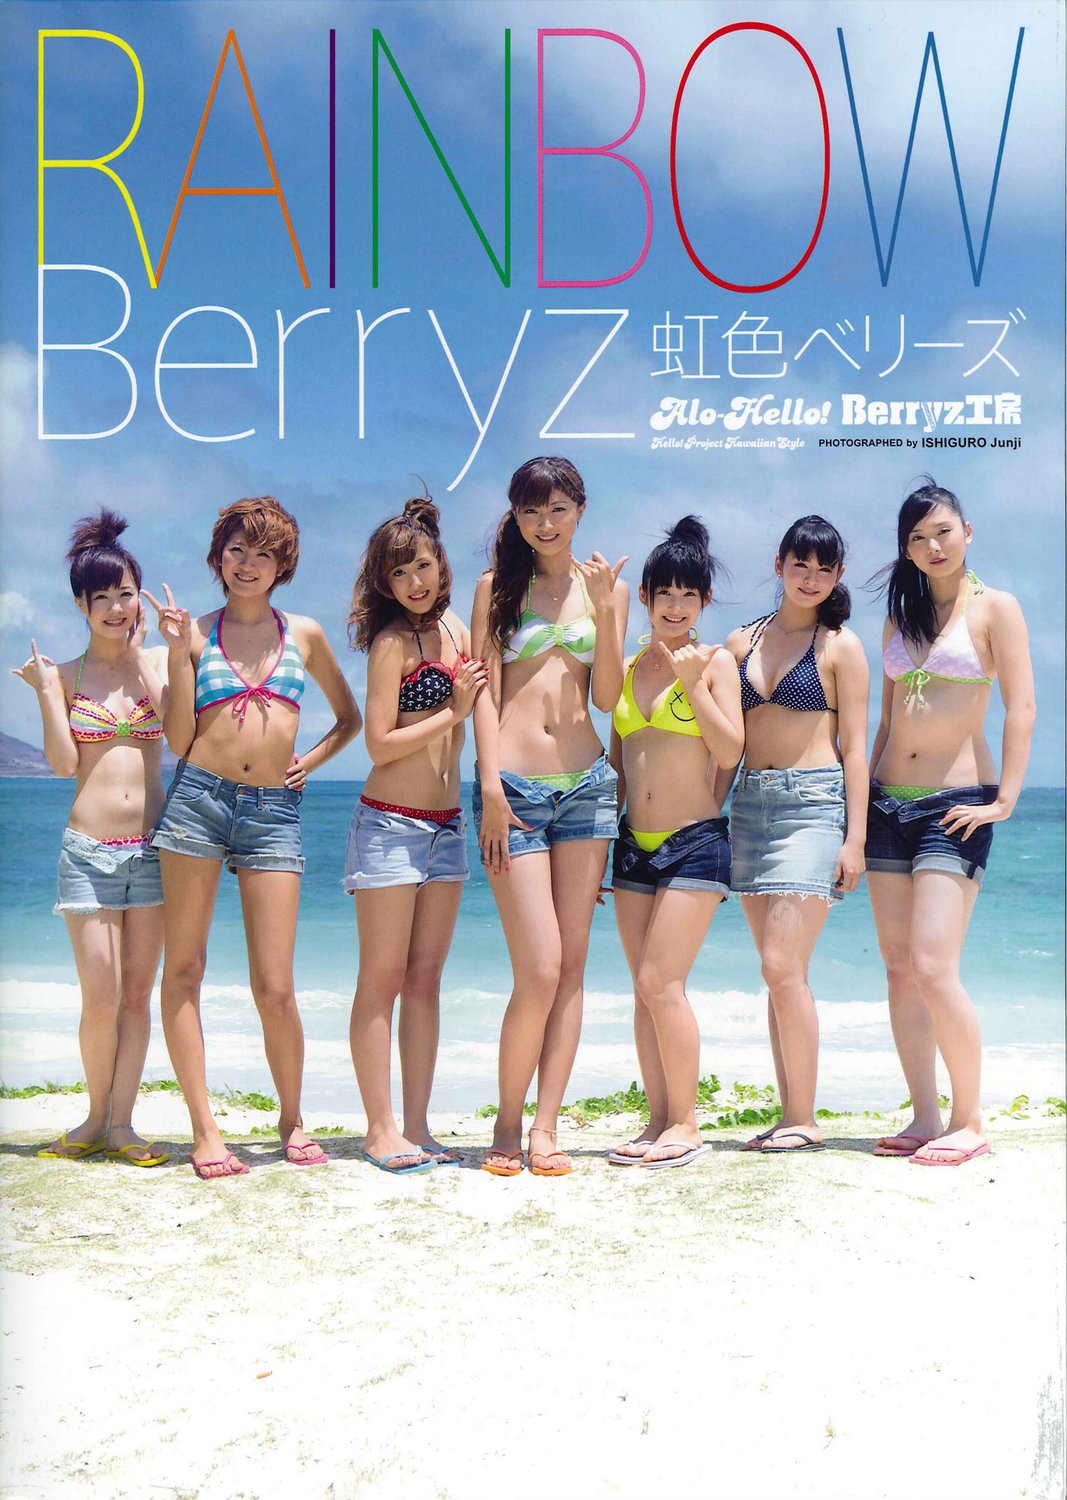 RAINBOW
Berryz 虹色ベリーズ
Alo-Hello! Berryz工房
Hello! Project Hawaiian Style PHOTOGRAPHED by ISHIGURO Junji